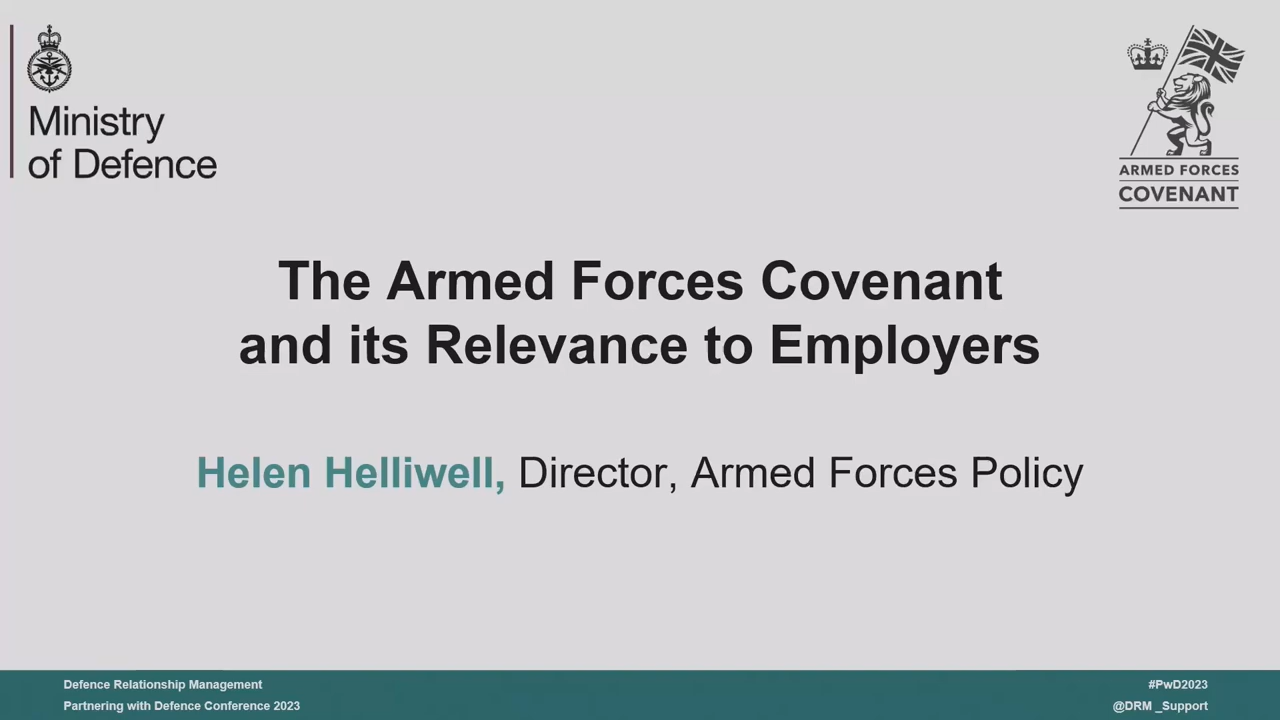 Ministry
of Defence
ARMED FORCES
COVENANT
The Armed Forces Covenant
and its Relevance to Employers
Helen Helliwell, Director, Armed Forces Policy
Defence Relationship Management
Partnering with Defence Conference 2023
#PwD2023
@DRM _Support